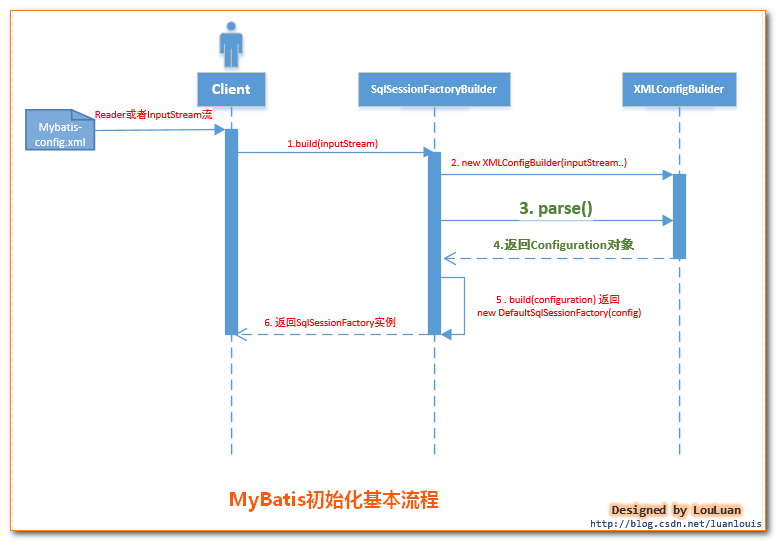 Client
SqlSessionFactoryBuilder
XMLConfigBuilder
Mybatis-
config.xml
Reader或者InputStream流
1.build(inputStream)
2. new XMLConfigBuilder(inputStream..)
3. parse()
4.返回Configuration对象
5 . build(configuration) 返回
new DefaultSqlSessionFactory(config)
6. 返回SqlSessionFactory实例
MyBatis初始化基本流程
Designed by LouLuan
http://blog.csdn.net/luanlouis